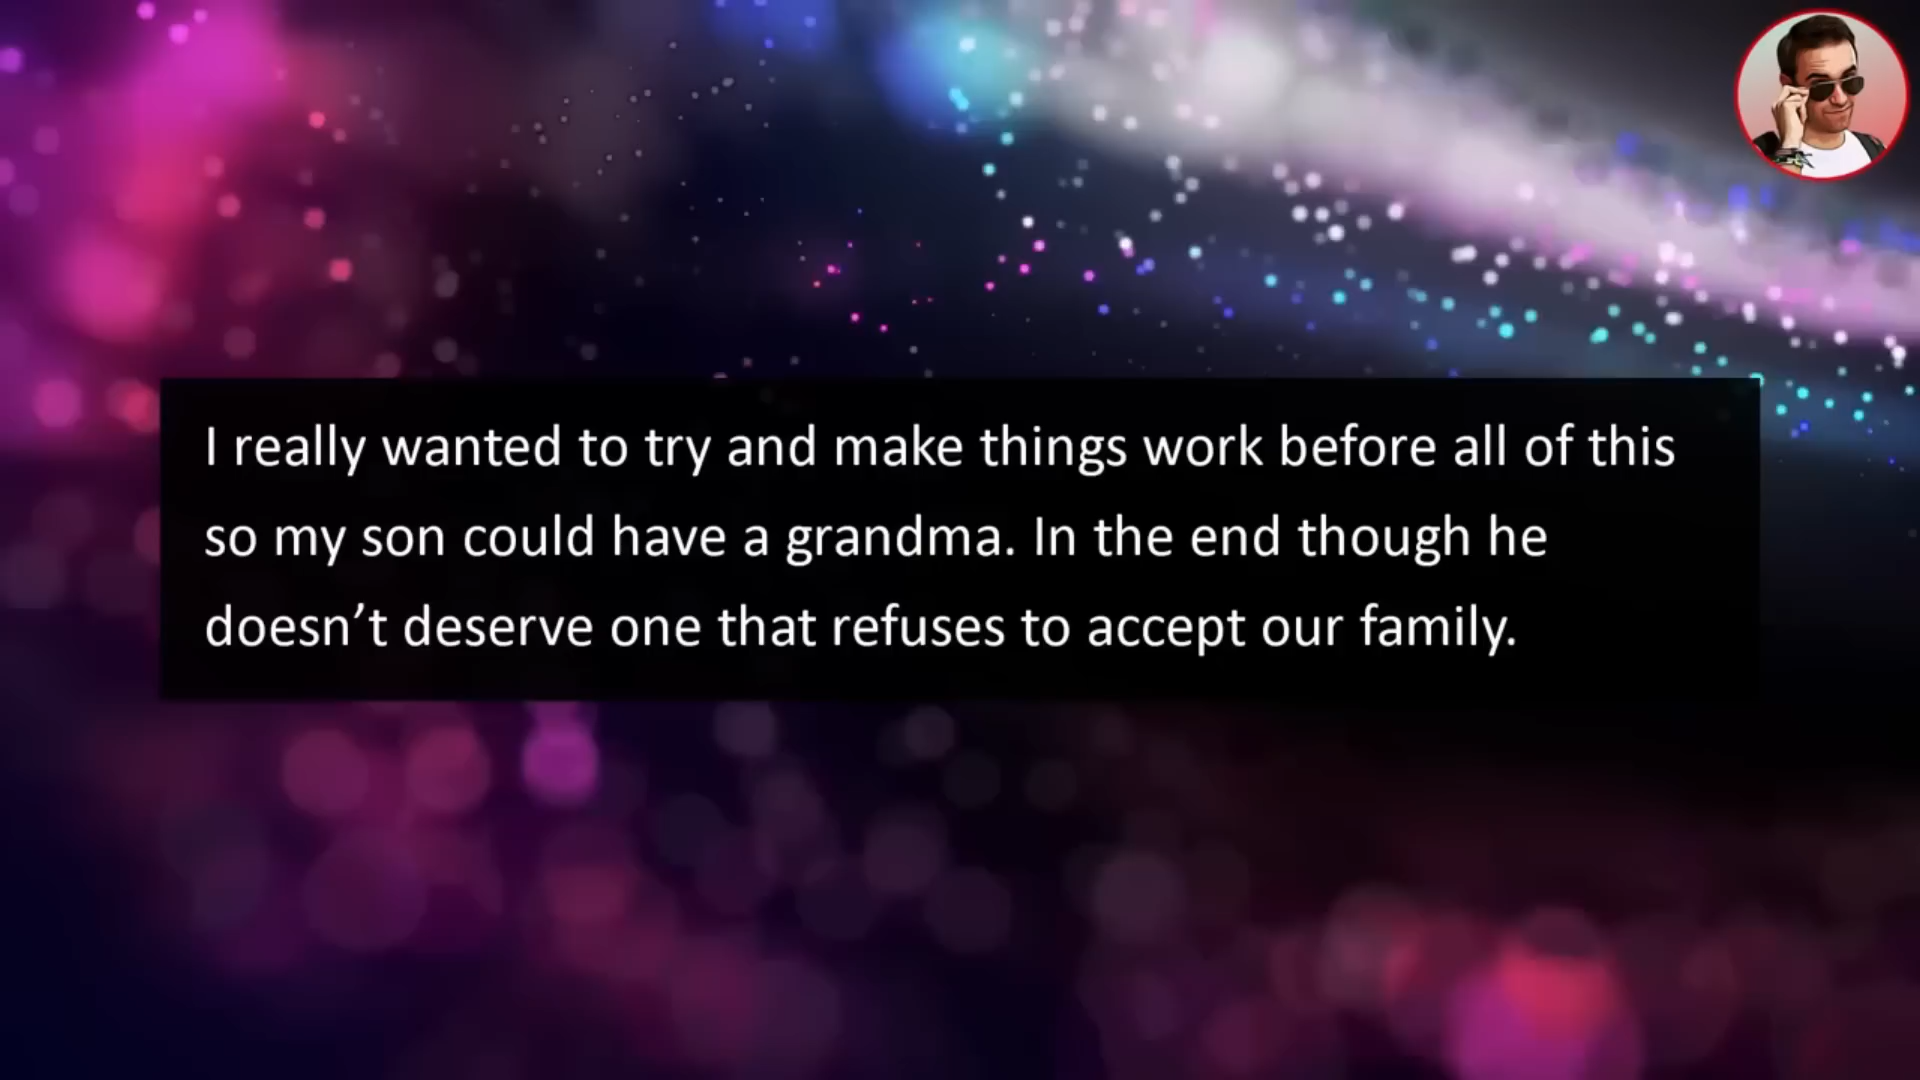 I really wanted to try and make things work before all of this
so my son could have a grandma. In the end though he
doesn’t deserve one that refuses to accept our family.